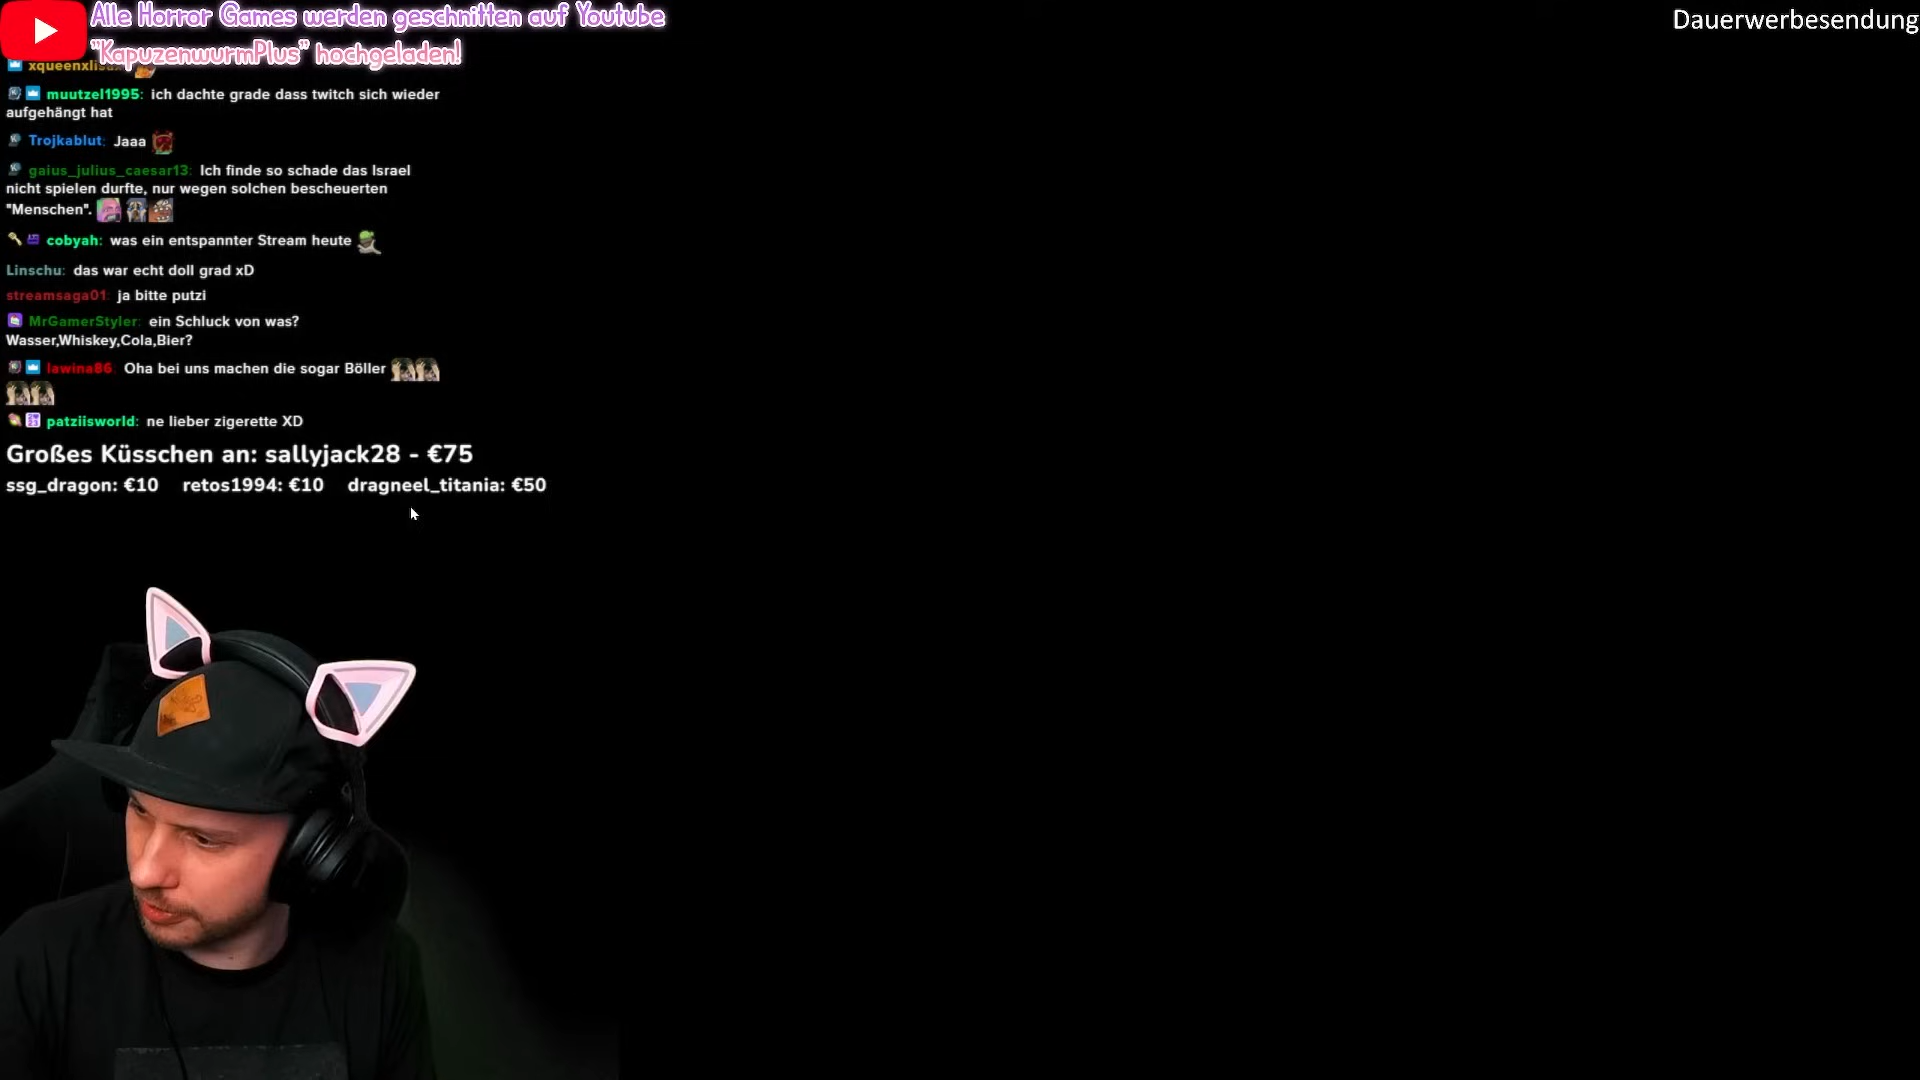 Alle Horror Games werden geschnitten auf Youtube
"KapuzenwurmPlus" hochgeladen!
Dauerwerbesendung
muutzel1995: ich dachte grade dass twitch sich wieder
aufgehängt hat
Trojkablut: Jaaa
gaius_julius_caesar13: Ich finde so schade das Israel
nicht spielen durfte, nur wegen solchen bescheuerten
"Menschen".
cobyah: was ein entspannter Stream heute
Linschu: das war echt doll grad xD
streamsaga01: ja bitte putzi
MrGamerStyler: ein Schluck von was?
Wasser,Whiskey,Cola,Bier?
lawina86: Oha bei uns machen die sogar Böller
patziisworld: ne lieber zigerette XD
Großes Küsschen an: sallyjack28 - €75
ssg_dragon: €10 retos1994: €10 dragneel_titania: €50